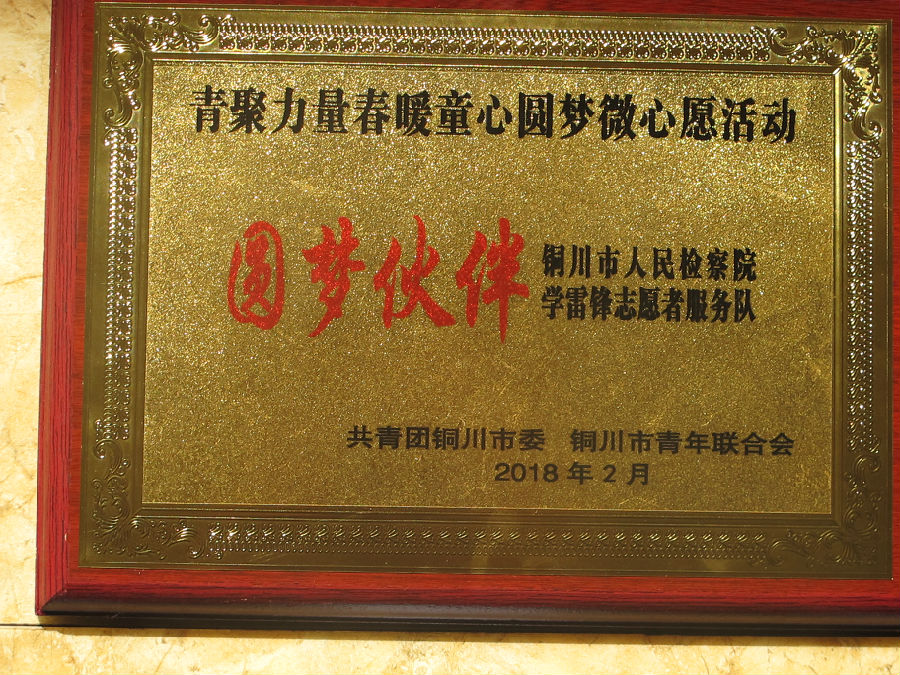 青聚力量春暖童心圆梦微心愿活动
圆梦伙伴
铜川市人民检察院
学雷锋志愿者服务队
共青团铜川市委 铜川市青年联合会
2018年2月